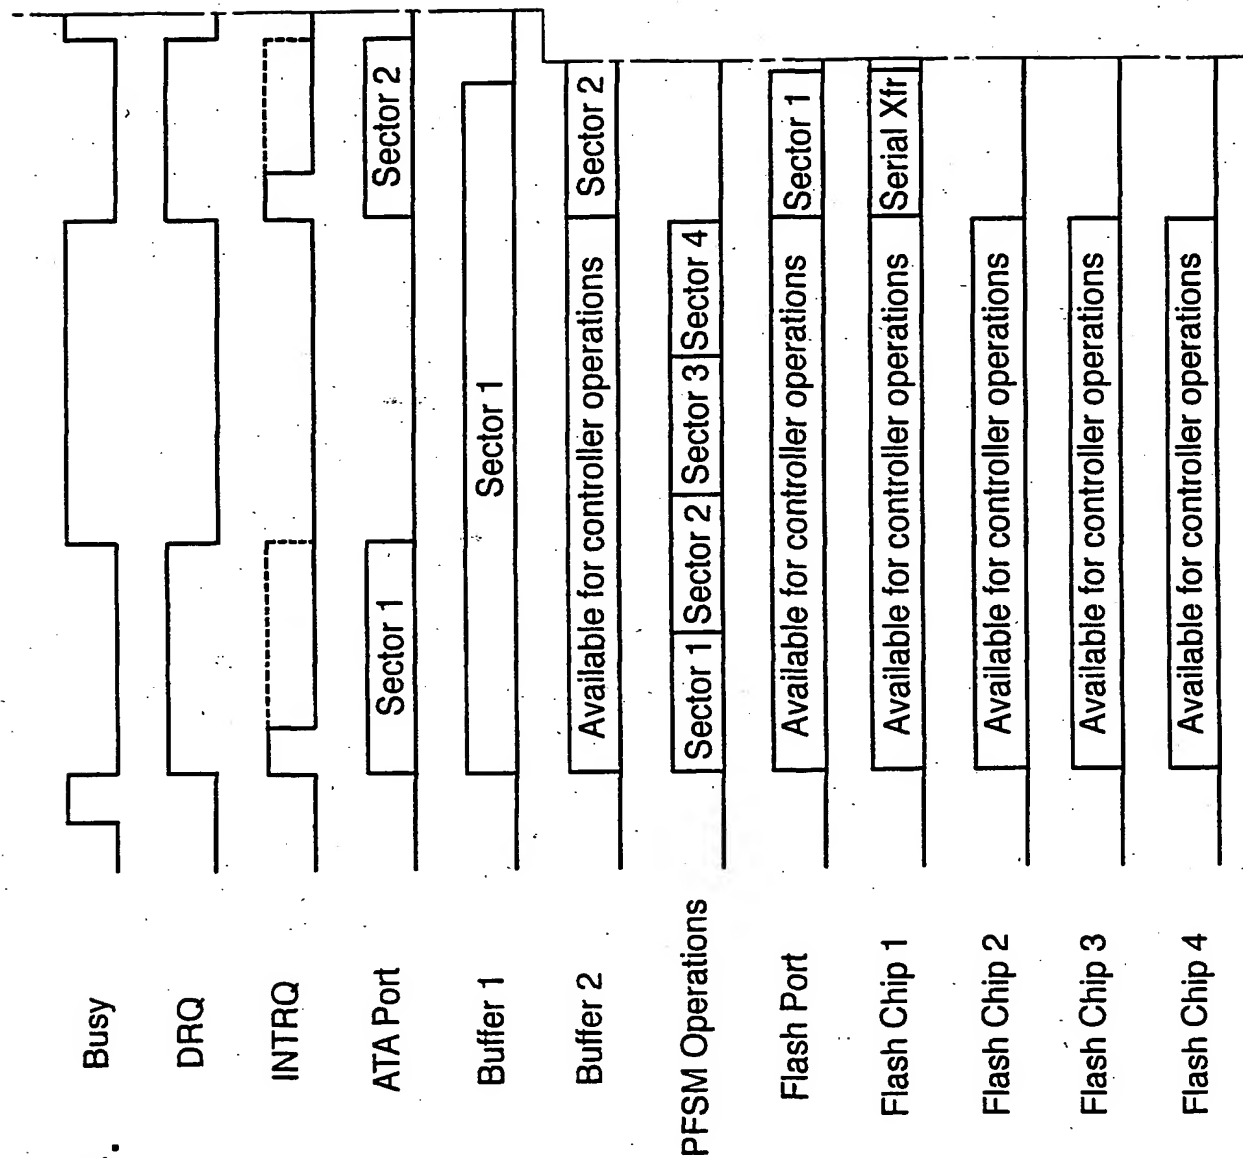 Busy
DRQ
INTRQ
ATA Port
Sector 1
Sector 2
Buffer 1
Sector 1
Buffer 2
Available for controller operations
Sector 2
PFSM Operations
Sector 1
Sector 2
Sector 3
Sector 4
Flash Port
Available for controller operations
Sector 1
Flash Chip 1
Available for controller operations
Serial Xfr
Flash Chip 2
Available for controller operations
Flash Chip 3
Available for controller operations
Flash Chip 4
Available for controller operations